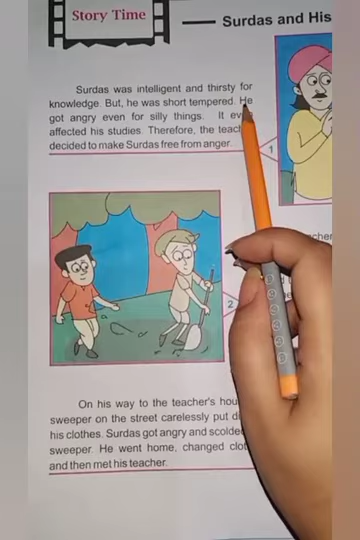 Story Time
Surdas and His
Surdas was intelligent and thirsty for
knowledge. But, he was short tempered. He
got angry even for silly things. It
affected his studies. Therefore, the
decided to make Surdas free from anger.
1
2
On his way to the teacher's
sweeper on the street carelessly put
his clothes. Surdas got angry and
sweeper. He went home, changed
and then met his teacher.